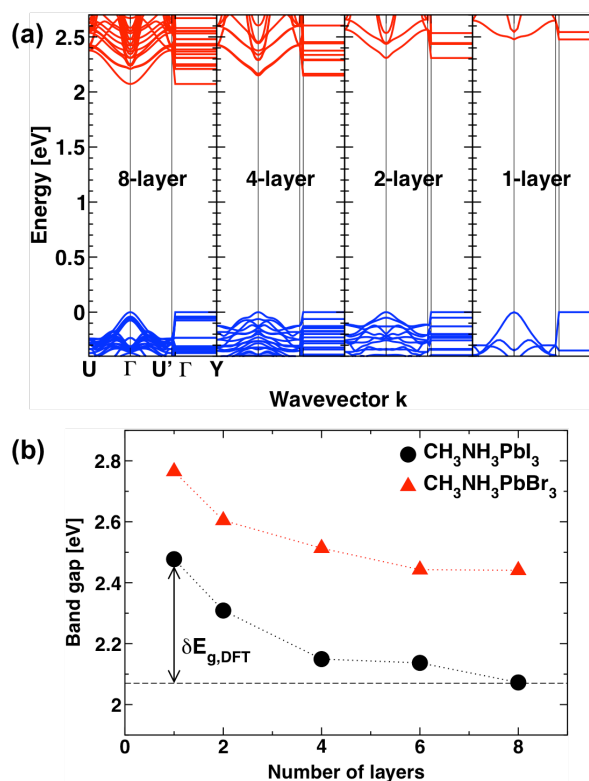 (a)
Energy [eV]
2.5
2
1.5
1
0.5
0
8-layer
4-layer
2-layer
1-layer
U Γ U' Γ Y
Wavevector k
(b)
Band gap [eV]
2.8
2.6
2.4
2.2
2
CH₃NH₃PbI₃
CH₃NH₃PbBr₃
δE_g,DFT
0 2 4 6 8
Number of layers